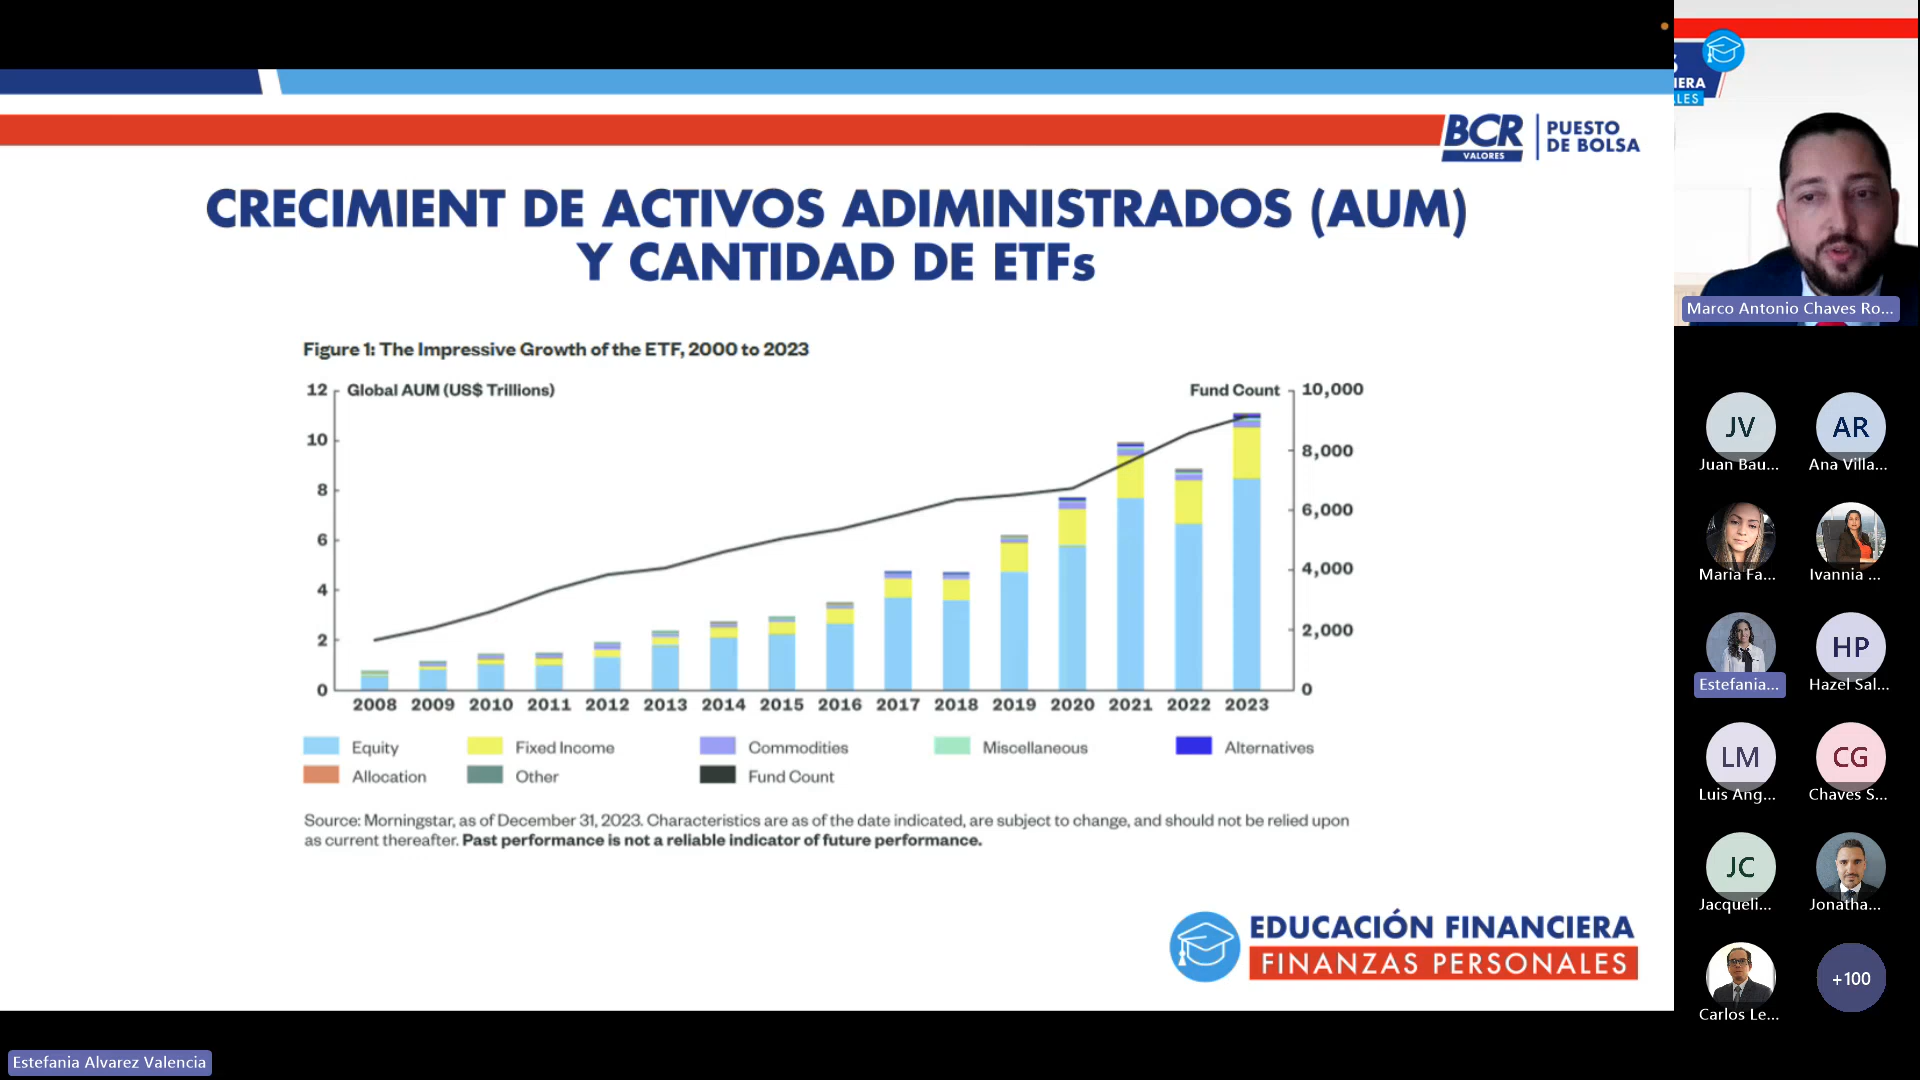 BCR
VALORES
PUESTO
DE BOLSA
CRECIMIENT DE ACTIVOS ADIMINISTRADOS (AUM)
Y CANTIDAD DE ETFs
Figure 1: The Impressive Growth of the ETF, 2000 to 2023
Global AUM (US$ Trillions)
Fund Count
12
10
8
6
4
2
0
10,000
8,000
6,000
4,000
2,000
0
2008 2009 2010 2011 2012 2013 2014 2015 2016 2017 2018 2019 2020 2021 2022 2023
Equity Fixed Income Commodities Miscellaneous Alternatives
Allocation Other Fund Count
Source: Morningstar, as of December 31, 2023. Characteristics are as of the date indicated, are subject to change, and should not be relied upon
as current thereafter. Past performance is not a reliable indicator of future performance.
EDUCACIÓN FINANCIERA
FINANZAS PERSONALES
Estefania Alvarez Valencia
Marco Antonio Chaves Ro...
JV AR
Juan Bau... Ana Villa...
Maria Fa... Ivannia ...
HP
Estefania... Hazel Sal...
LM CG
Luis Ang... Chaves S...
JC
Jacqueli... Jonatha...
+100
Carlos Le...